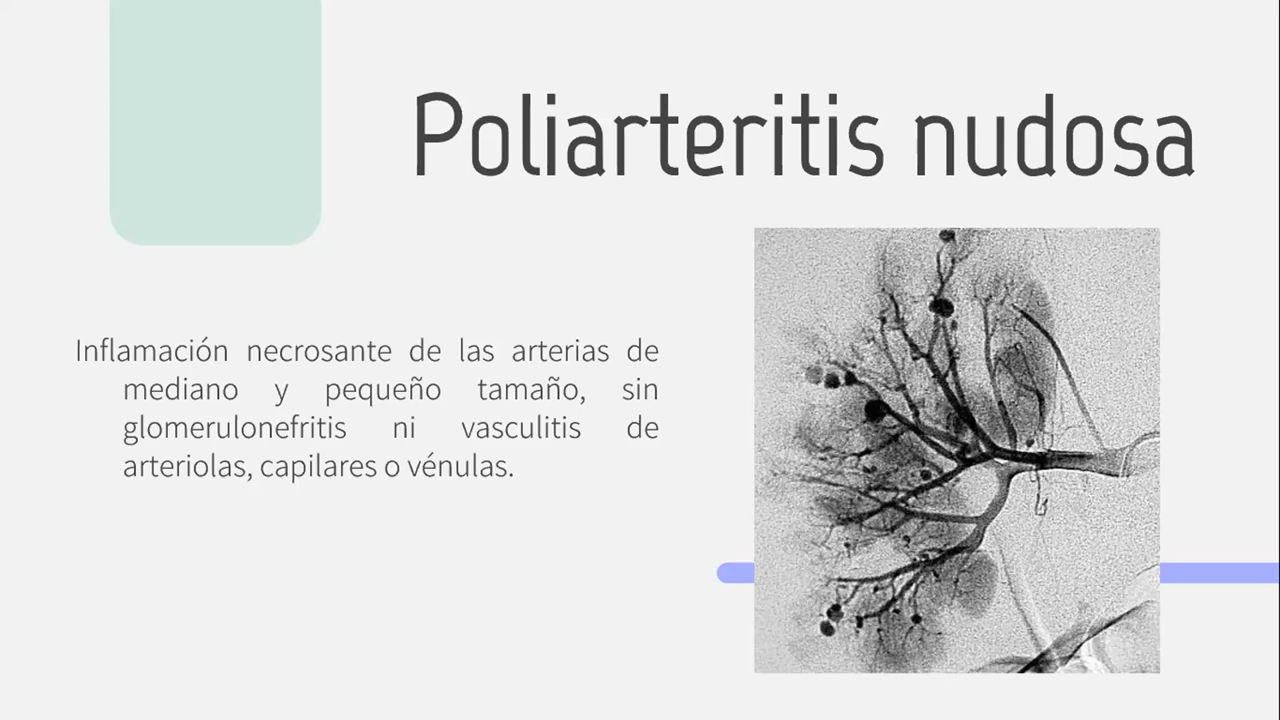 Poliarteritis nudosa
Inflamación necrosante de las arterias de
mediano y pequeño tamaño, sin
glomerulonefritis ni vasculitis de
arteriolas, capilares o vénulas.